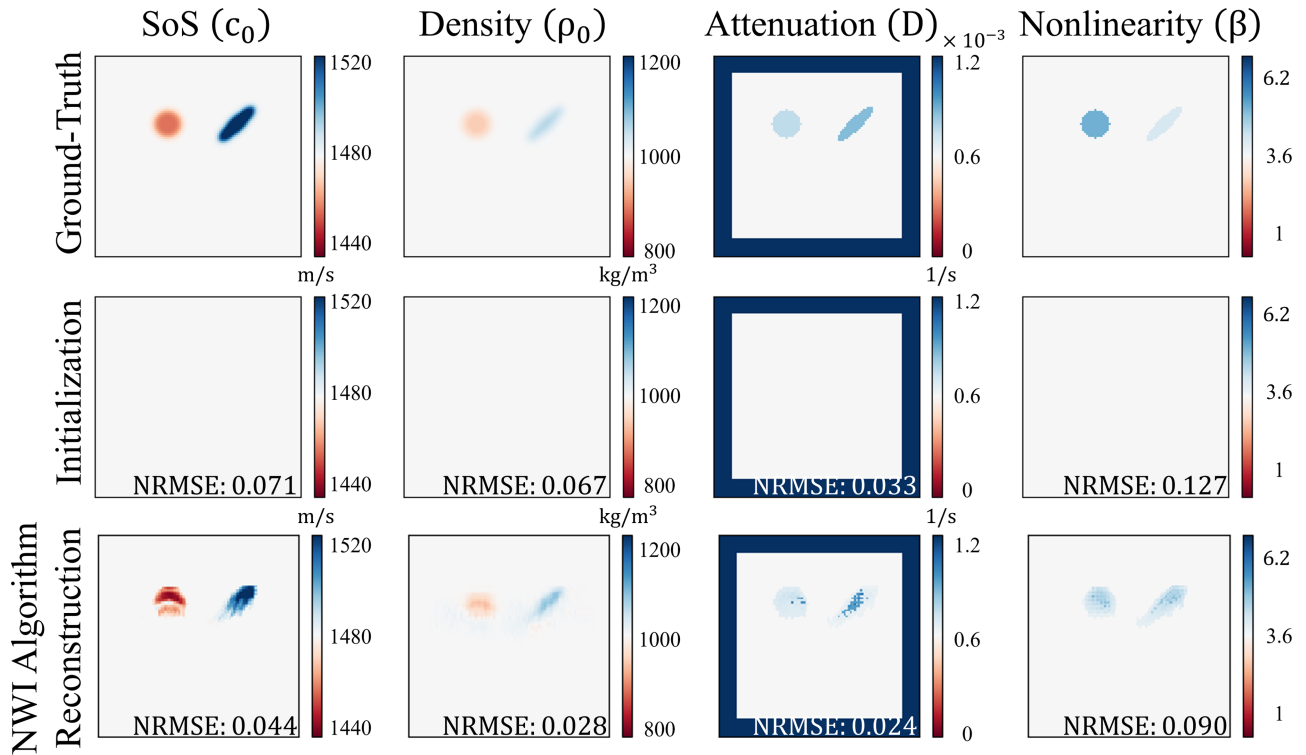 SoS (c₀)
Density (ρ₀)
Attenuation (D)
× 10⁻³
Nonlinearity (β)
Ground-Truth
1520
1480
1440
m/s
1200
1000
800
kg/m³
1.2
0.6
0
1/s
6.2
3.6
1
Initialization
NRMSE: 0.071
1520
1480
1440
m/s
NRMSE: 0.067
1200
1000
800
kg/m³
NRMSE: 0.033
1.2
0.6
0
1/s
NRMSE: 0.127
6.2
3.6
1
NWI Algorithm
Reconstruction
NRMSE: 0.044
1520
1480
1440
NRMSE: 0.028
1200
1000
800
NRMSE: 0.024
1.2
0.6
0
NRMSE: 0.090
6.2
3.6
1